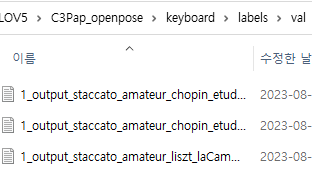 LOV5 > C3Pap_openpose > keyboard > labels > val
이름 수정한 날
1_output_staccato_amateur_chopin_etud... 2023-08-
1_output_staccato_amateur_chopin_etud... 2023-08-
1_output_staccato_amateur_liszt_laCam... 2023-08-